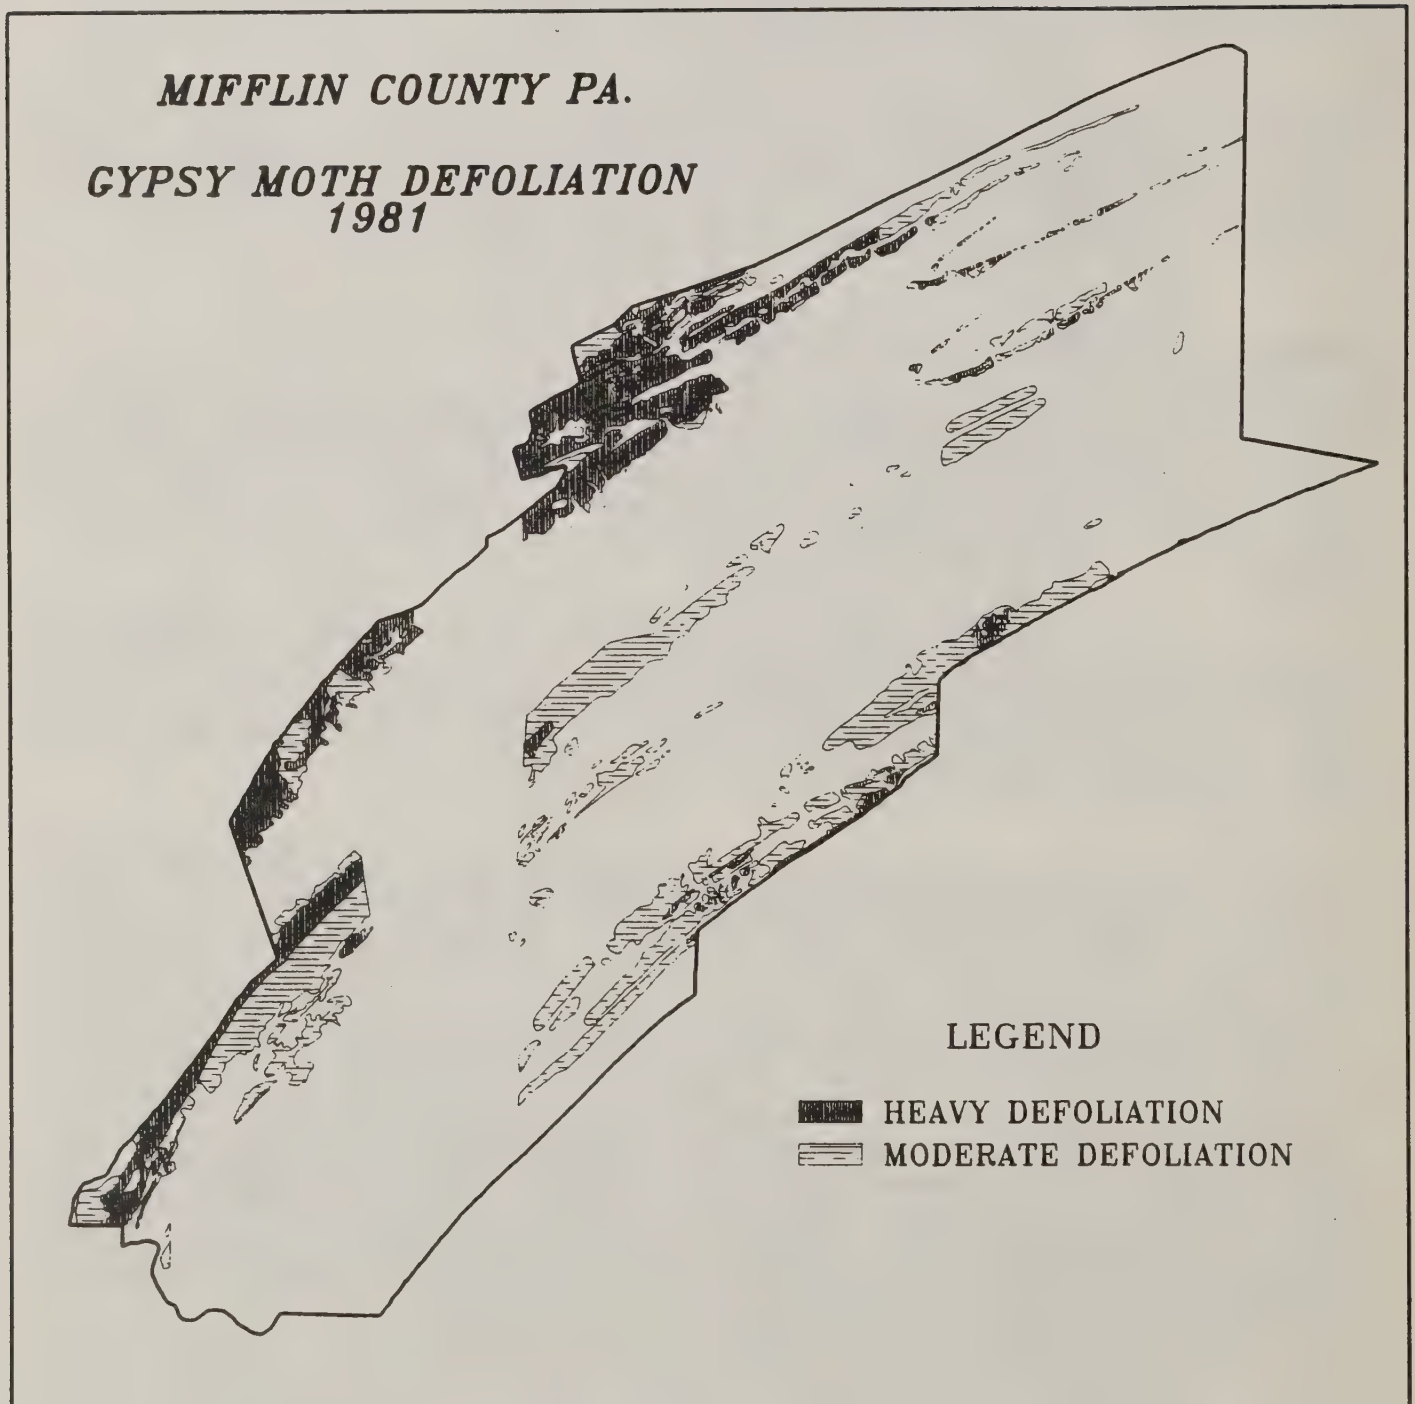 MIFFLIN COUNTY PA.
GYPSY MOTH DEFOLIATION
1981
LEGEND
HEAVY DEFOLIATION
MODERATE DEFOLIATION